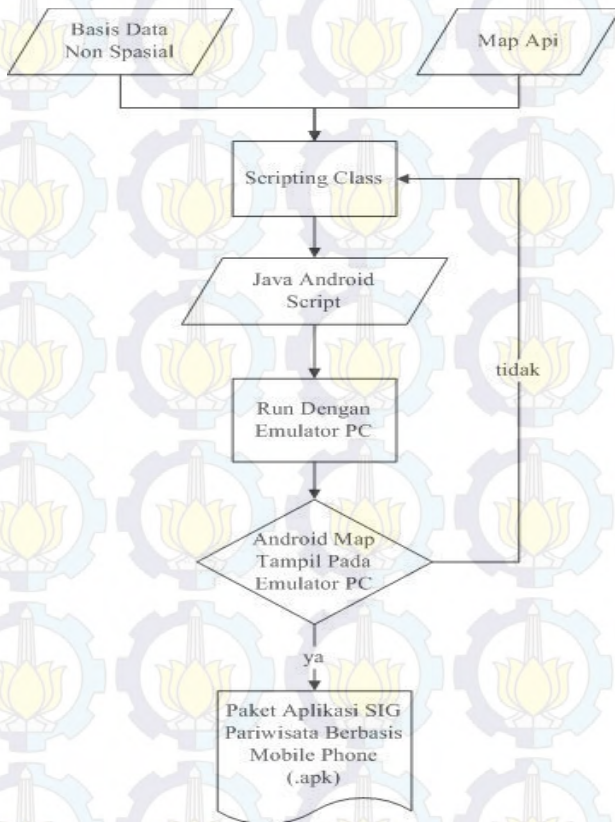 Basis Data
Non Spasial
Map Api
Scripting Class
Java Android
Script
Run Dengan
Emulator PC
tidak
Android Map
Tampil Pada
Emulator PC
ya
Paket Aplikasi SIG
Pariwisata Berbasis
Mobile Phone
(.apk)